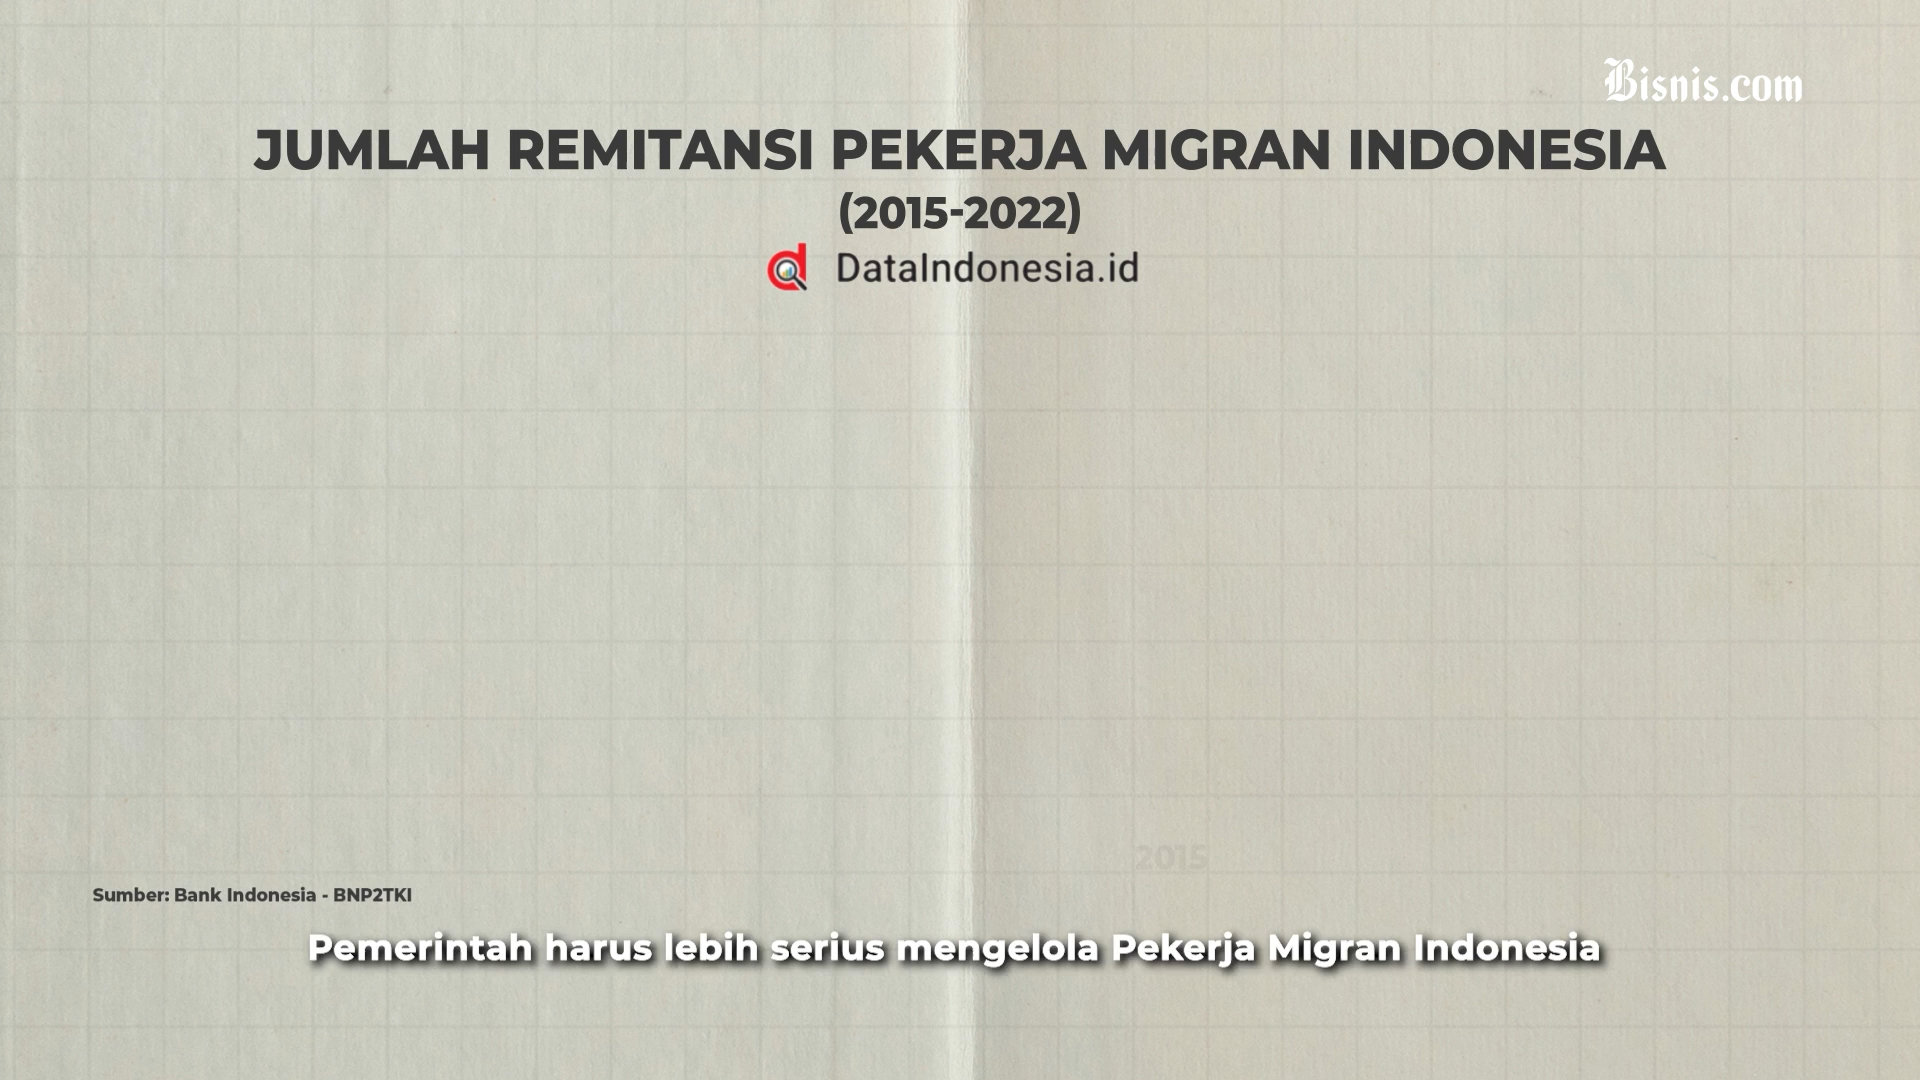 Bisnis.com
JUMLAH REMITANSI PEKERJA MIGRAN INDONESIA
(2015-2022)
DataIndonesia.id
2015
Sumber: Bank Indonesia - BNP2TKI
Pemerintah harus lebih serius mengelola Pekerja Migran Indonesia